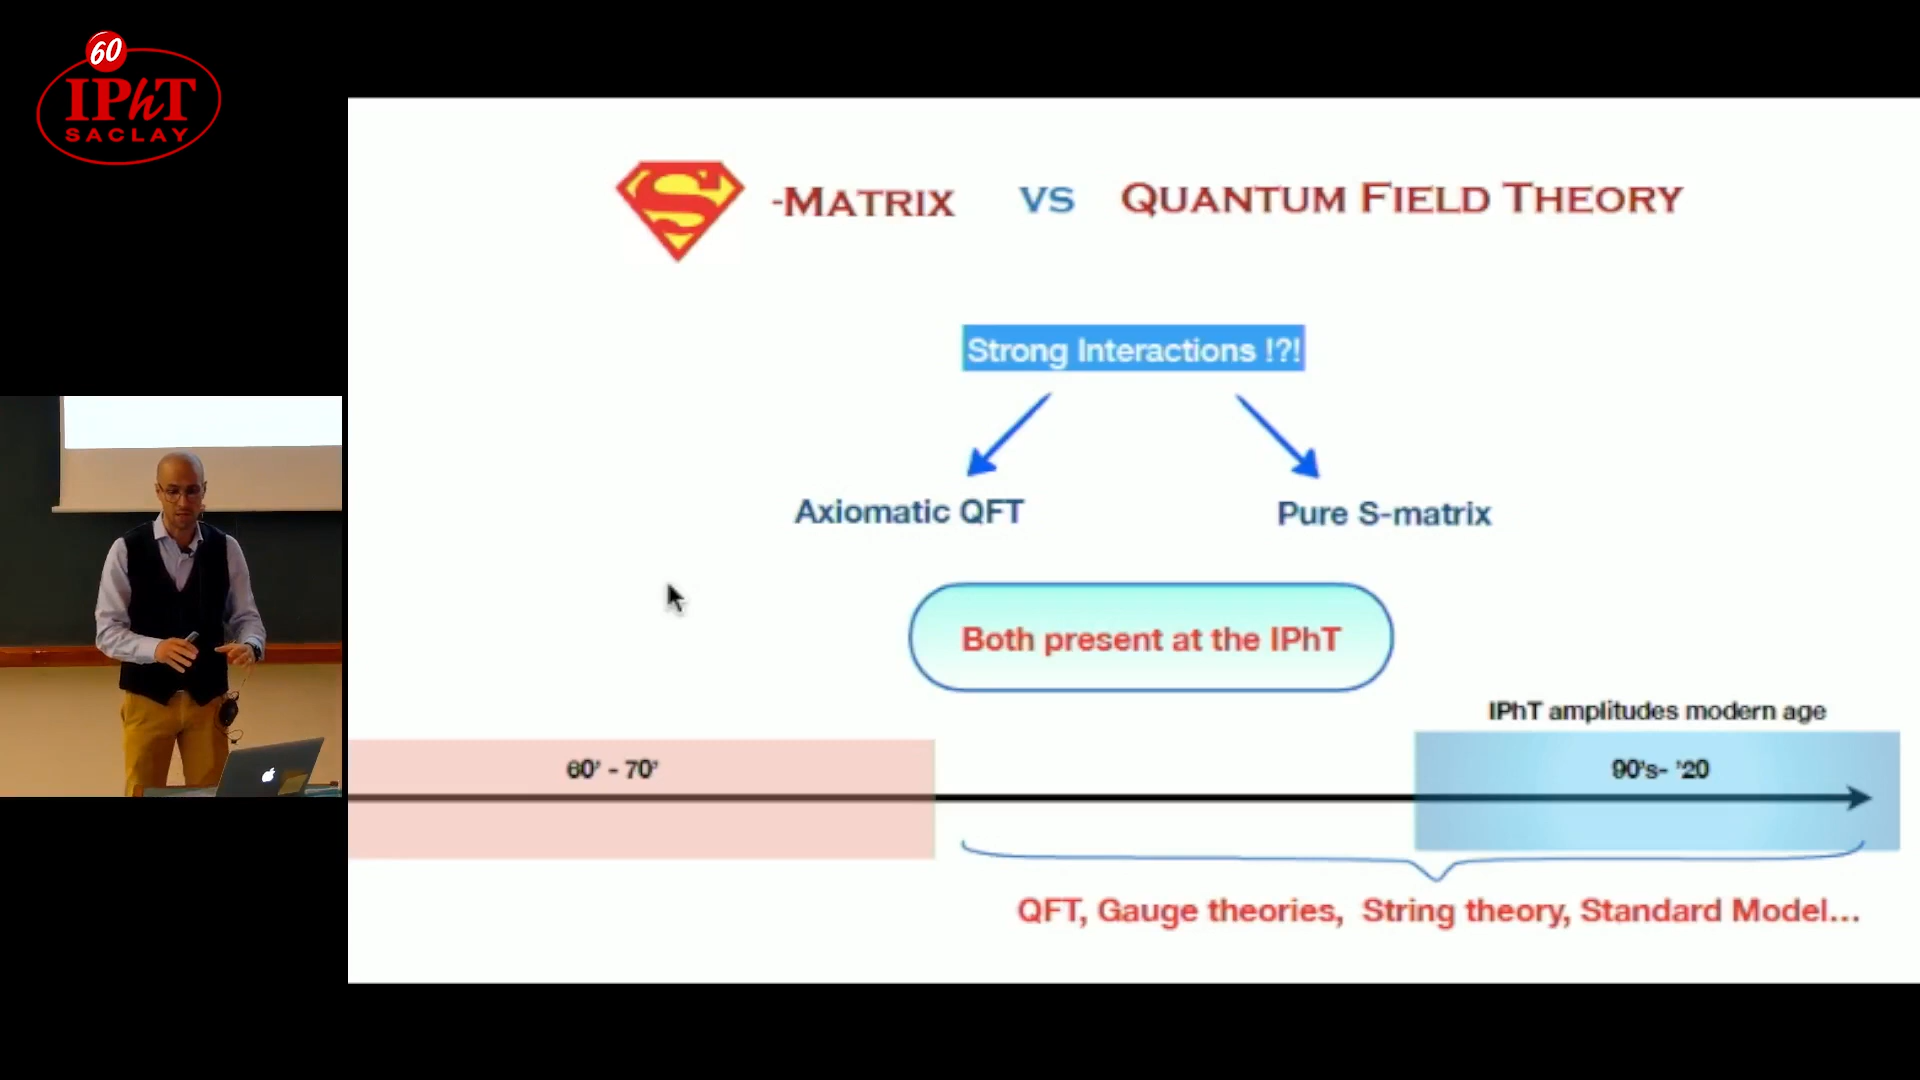 60
IPhT
SACLAY
S -MATRIX VS QUANTUM FIELD THEORY
Strong Interactions !?!
Axiomatic QFT
Pure S-matrix
Both present at the IPhT
IPhT amplitudes modern age
60' - 70'
90's- '20
QFT, Gauge theories, String theory, Standard Model...